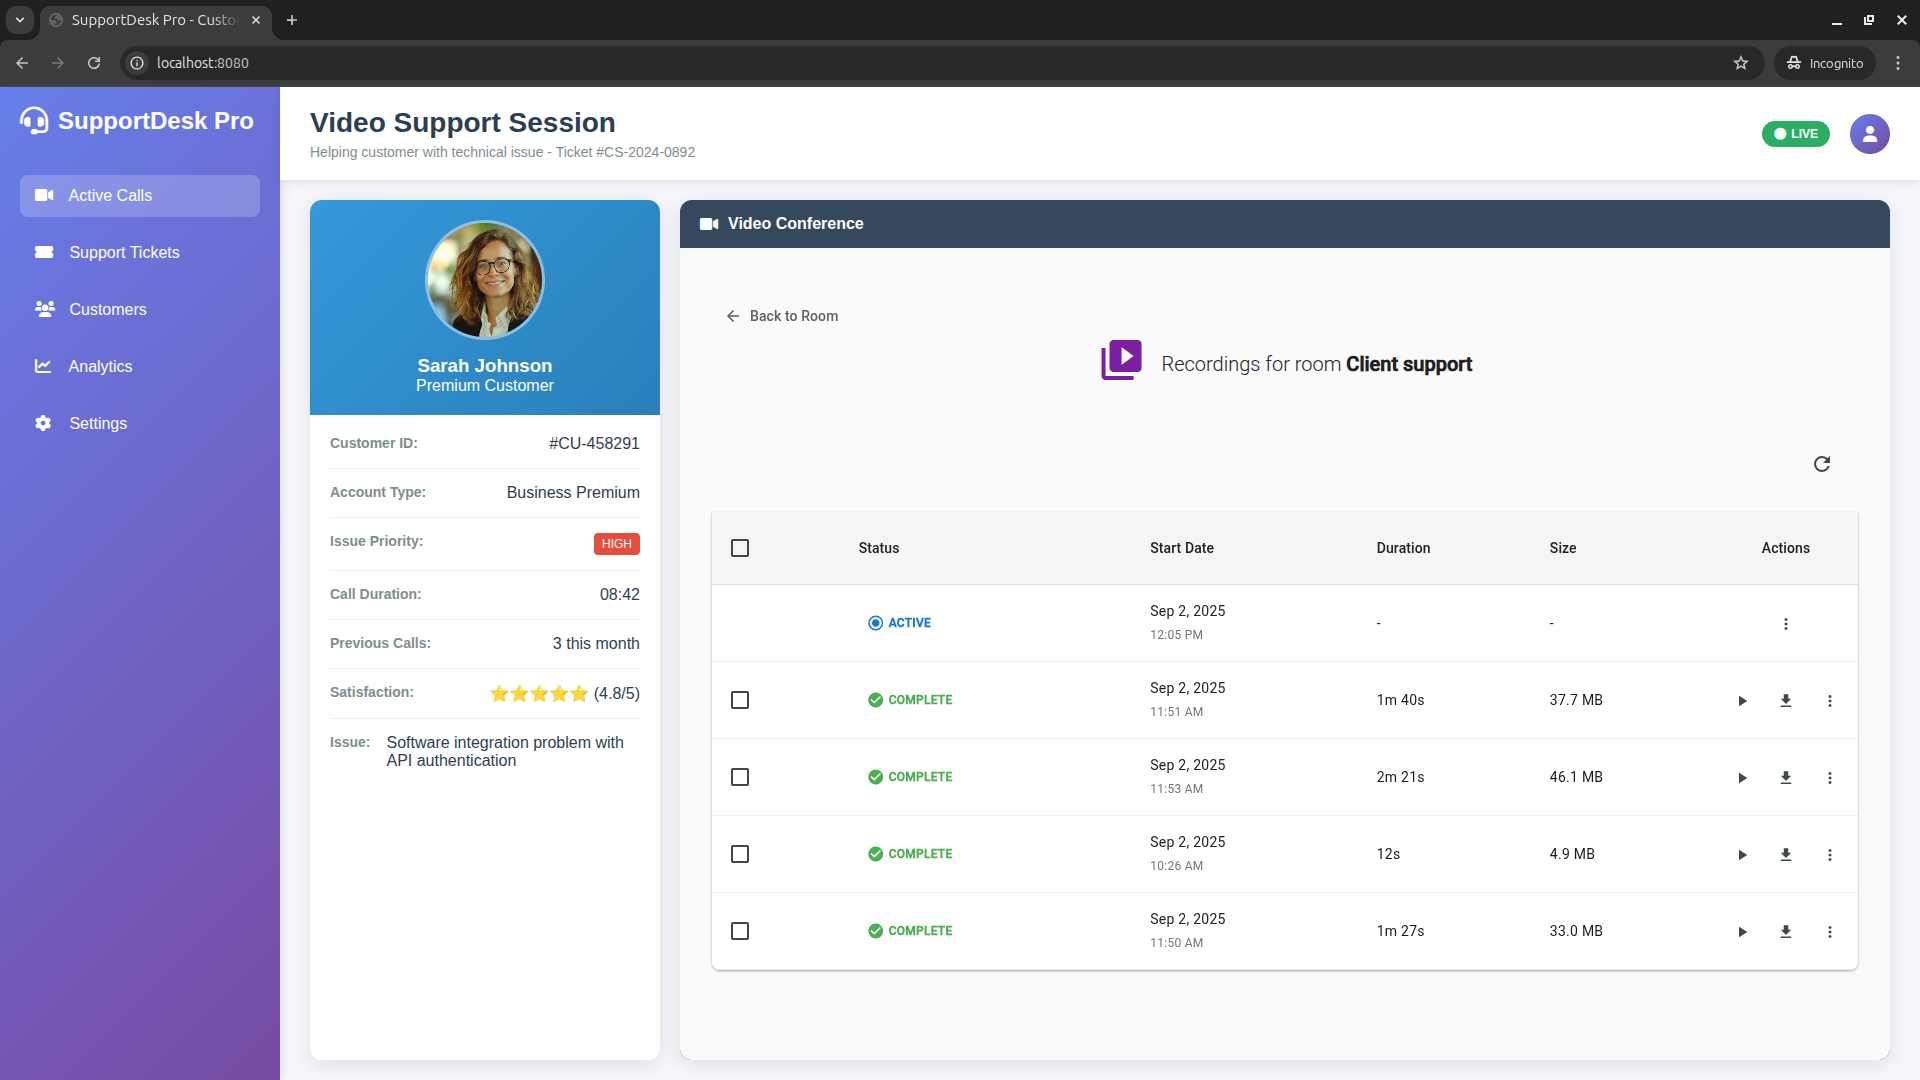 SupportDesk Pro - Custo
localhost:8080
Incognito
SupportDesk Pro
Active Calls
Support Tickets
Customers
Analytics
Settings
Video Support Session
Helping customer with technical issue - Ticket #CS-2024-0892
LIVE
Sarah Johnson
Premium Customer
Customer ID: #CU-458291
Account Type: Business Premium
Issue Priority: HIGH
Call Duration: 08:42
Previous Calls: 3 this month
Satisfaction: ⭐⭐⭐⭐⭐ (4.8/5)
Issue: Software integration problem with
API authentication
Video Conference
Back to Room
Recordings for room Client support
Status Start Date Duration Size Actions
ACTIVE Sep 2, 2025 - -
12:05 PM
COMPLETE Sep 2, 2025 1m 40s 37.7 MB
11:51 AM
COMPLETE Sep 2, 2025 2m 21s 46.1 MB
11:53 AM
COMPLETE Sep 2, 2025 12s 4.9 MB
10:26 AM
COMPLETE Sep 2, 2025 1m 27s 33.0 MB
11:50 AM